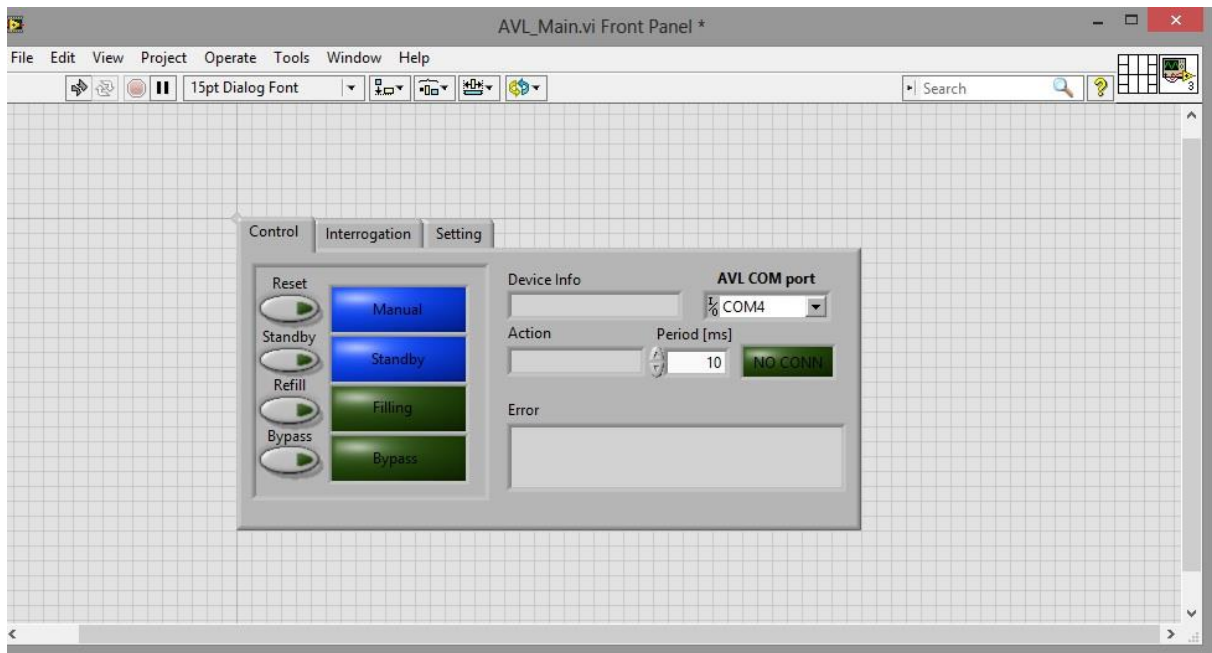 AVL_Main.vi Front Panel *
File Edit View Project Operate Tools Window Help
15pt Dialog Font
Search
?
AVL
3
Control Interrogation Setting
Reset
Manual
Standby
Standby
Refill
Filling
Bypass
Bypass
Device Info
AVL COM port
COM4
Action
Period [ms]
10
NO CONN
Error